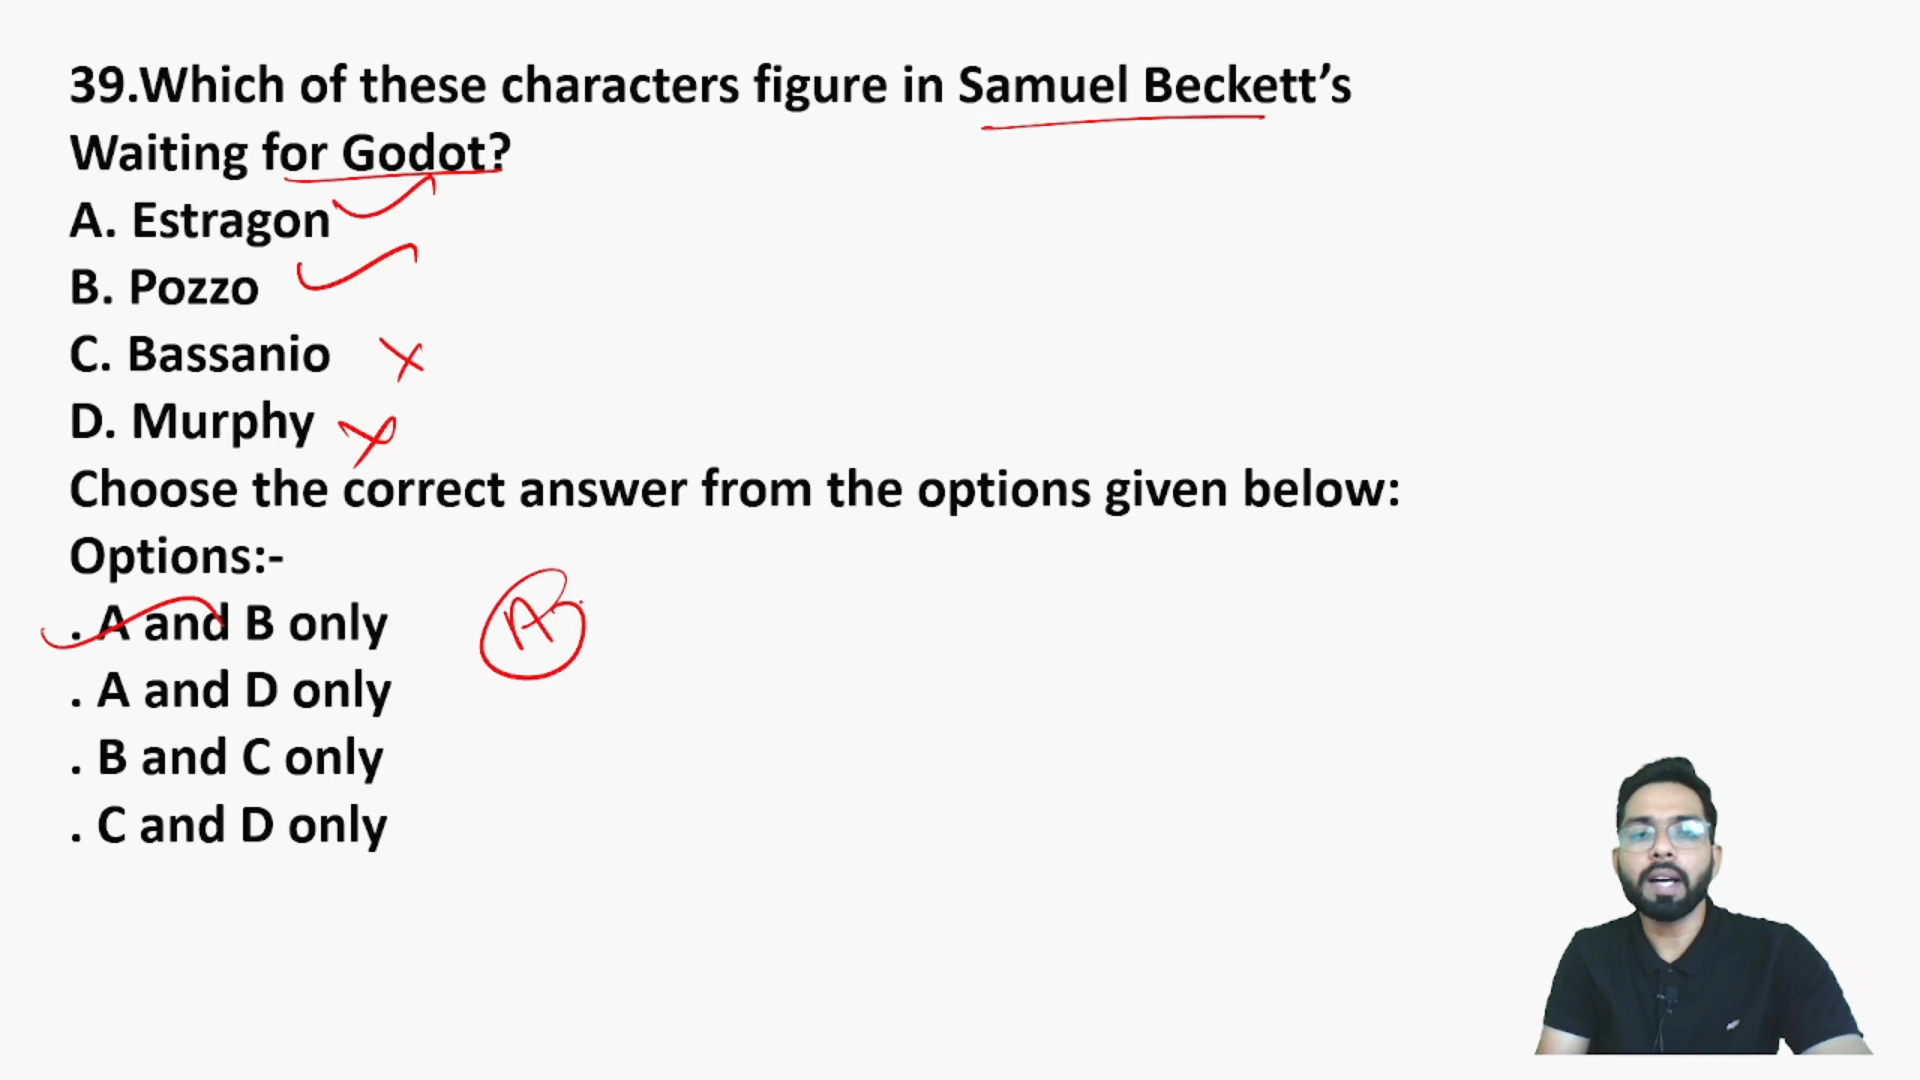 39.Which of these characters figure in Samuel Beckett’s
Waiting for Godot?
A. Estragon
B. Pozzo
C. Bassanio
D. Murphy
Choose the correct answer from the options given below:
Options:-
. A and B only
AB
. A and D only
. B and C only
. C and D only